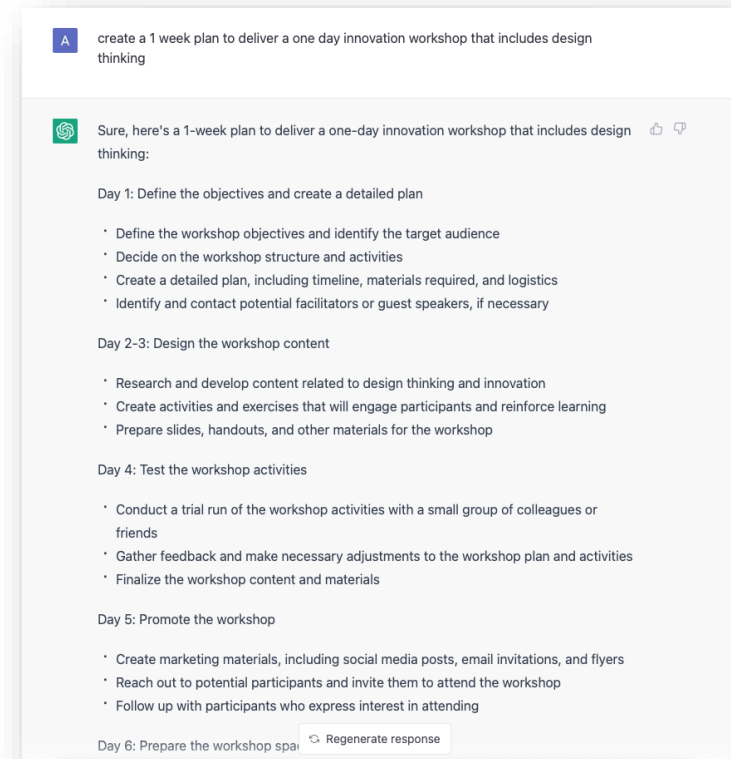 A
create a 1 week plan to deliver a one day innovation workshop that includes design
thinking
Sure, here's a 1-week plan to deliver a one-day innovation workshop that includes design
thinking:
Day 1: Define the objectives and create a detailed plan
• Define the workshop objectives and identify the target audience
• Decide on the workshop structure and activities
• Create a detailed plan, including timeline, materials required, and logistics
• Identify and contact potential facilitators or guest speakers, if necessary
Day 2-3: Design the workshop content
• Research and develop content related to design thinking and innovation
• Create activities and exercises that will engage participants and reinforce learning
• Prepare slides, handouts, and other materials for the workshop
Day 4: Test the workshop activities
• Conduct a trial run of the workshop activities with a small group of colleagues or
friends
• Gather feedback and make necessary adjustments to the workshop plan and activities
• Finalize the workshop content and materials
Day 5: Promote the workshop
• Create marketing materials, including social media posts, email invitations, and flyers
• Reach out to potential participants and invite them to attend the workshop
• Follow up with participants who express interest in attending
Day 6: Prepare the workshop
Regenerate response